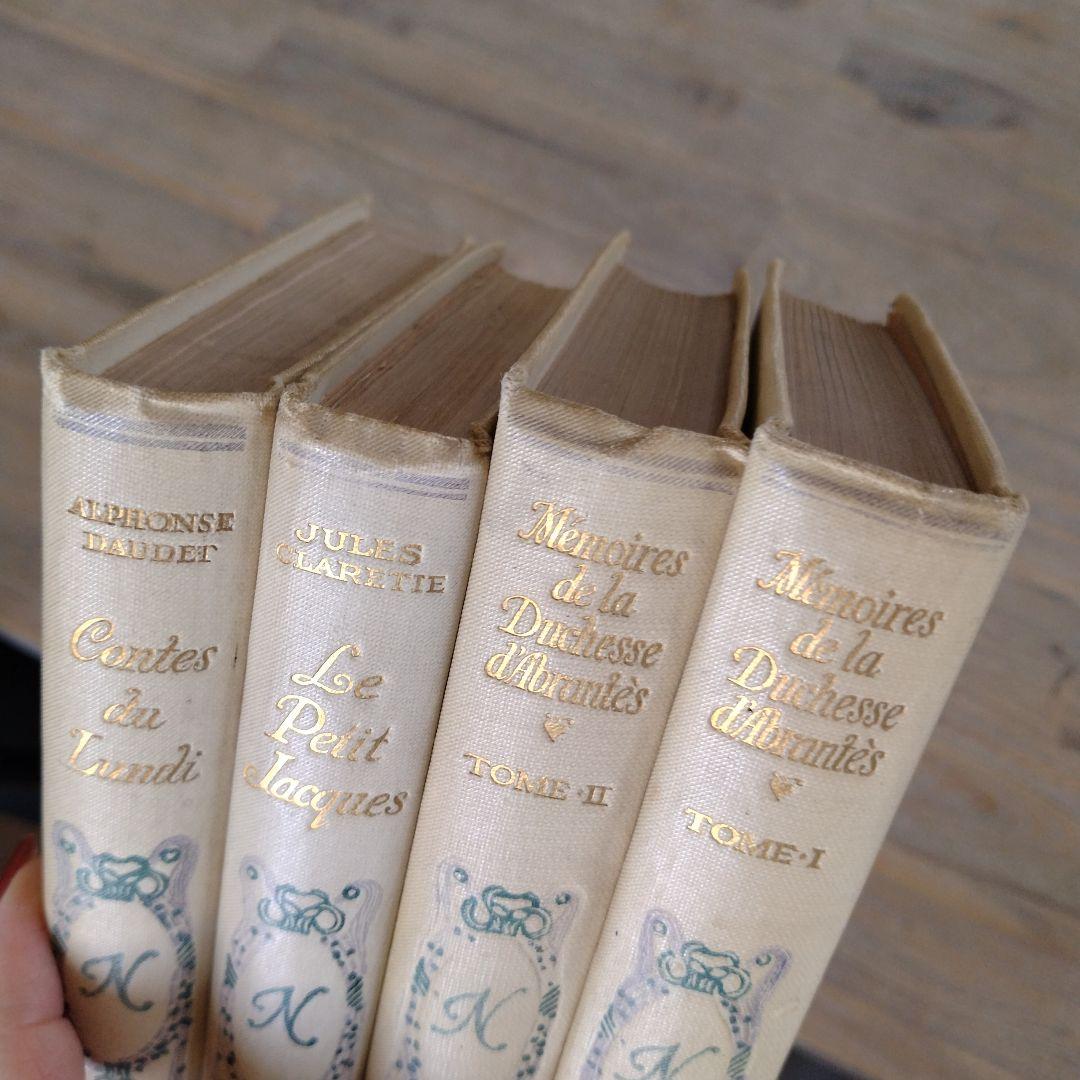 ALPHONSE
DAUDET
Contes
du
Lundi
N
JULES
CLARETIE
Le
Petit
Jacques
N
Mémoires
de la
Duchesse
d'Abrantès
TOME·II
N
Mémoires
de la
Duchesse
d'Abrantès
TOME·I
N